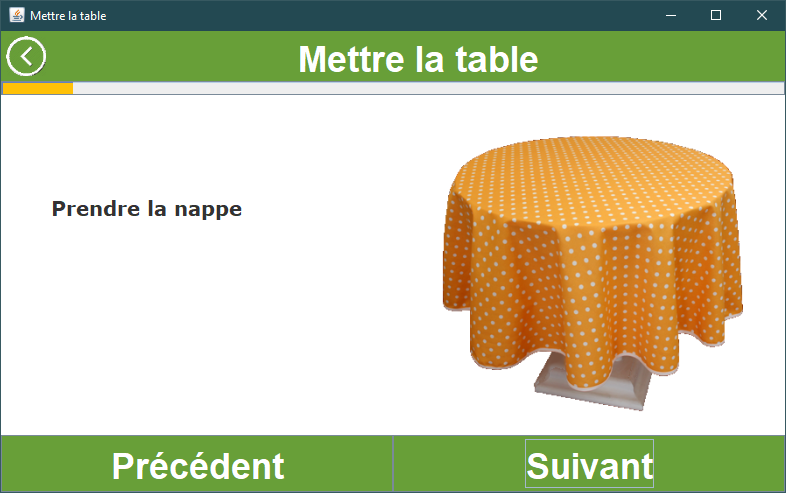 Mettre la table
Mettre la table
Prendre la nappe
Précédent
Suivant